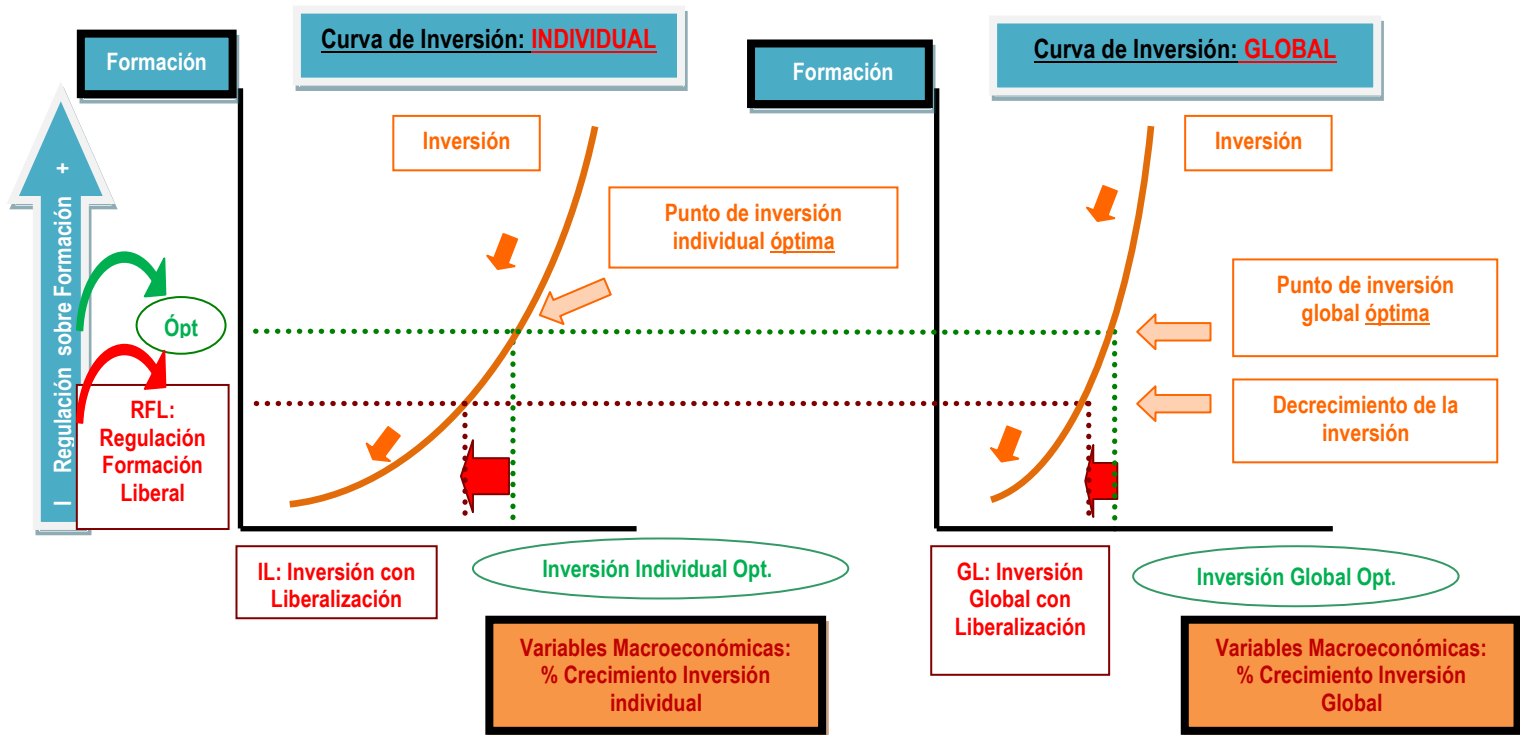 Curva de Inversión: INDIVIDUAL
Formación
Curva de Inversión: GLOBAL
Formación
Inversión
Inversión
Punto de inversión
individual óptima
Punto de inversión
global óptima
Decrecimiento de la
inversión
I Regulación sobre Formación +
Ópt
RFL:
Regulación
Formación
Liberal
IL: Inversión con
Liberalización
Inversión Individual Opt.
GL: Inversión
Global con
Liberalización
Inversión Global Opt.
Variables Macroeconómicas:
% Crecimiento Inversión
individual
Variables Macroeconómicas:
% Crecimiento Inversión
Global